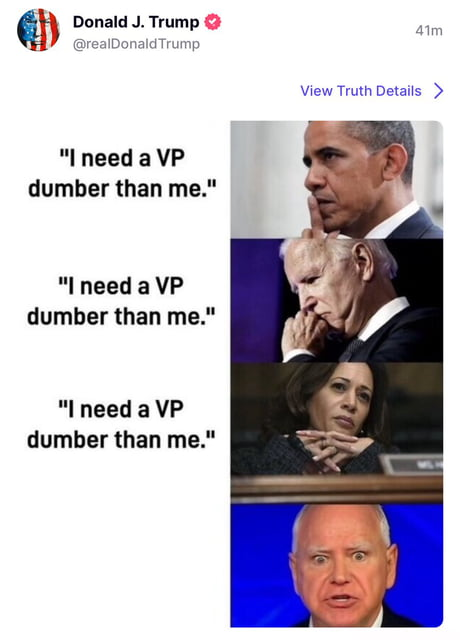 Donald J. Trump
@realDonaldTrump
41m
View Truth Details
"I need a VP
dumber than me."
"I need a VP
dumber than me."
"I need a VP
dumber than me."